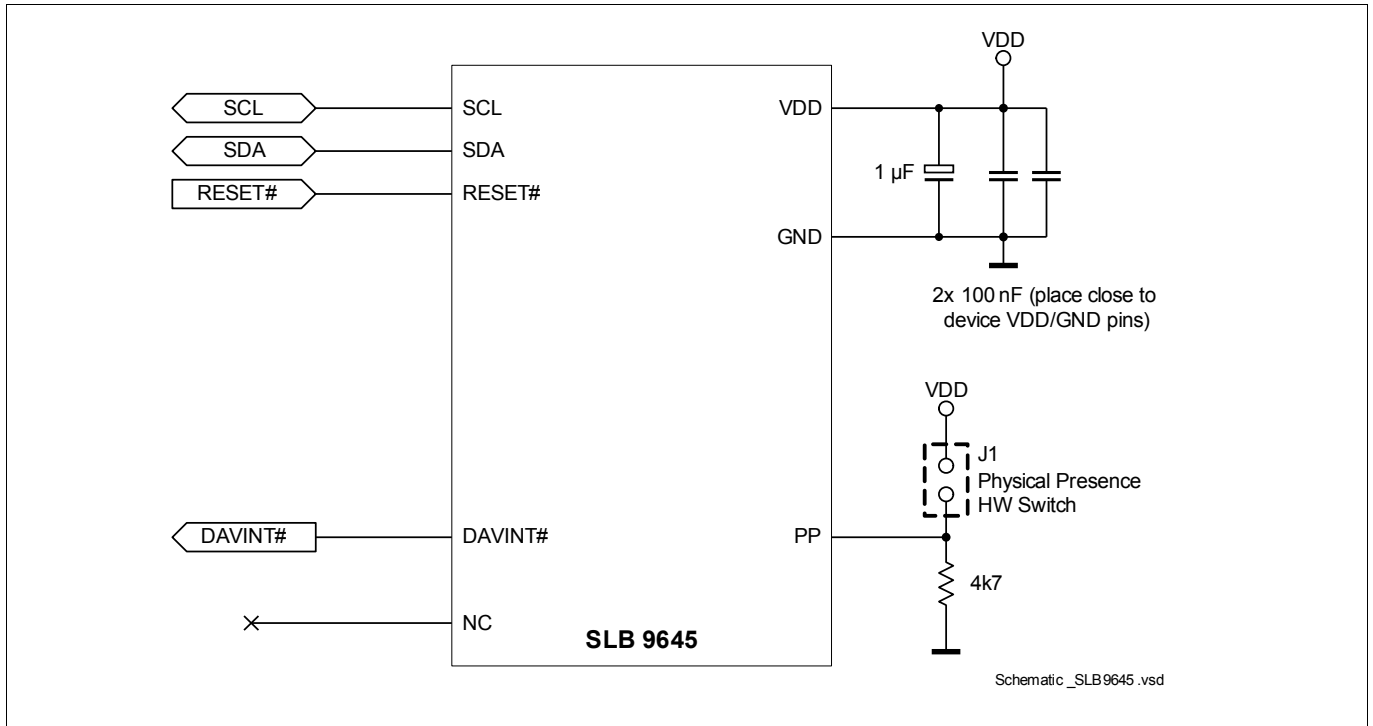 VDD
SCL SCL VDD
SDA SDA
RESET# RESET#
1 µF
GND
2x 100 nF (place close to
device VDD/GND pins)
VDD
J1
Physical Presence
HW Switch
DAVINT# DAVINT# PP
4k7
NC
SLB 9645
Schematic _SLB9645 .vsd